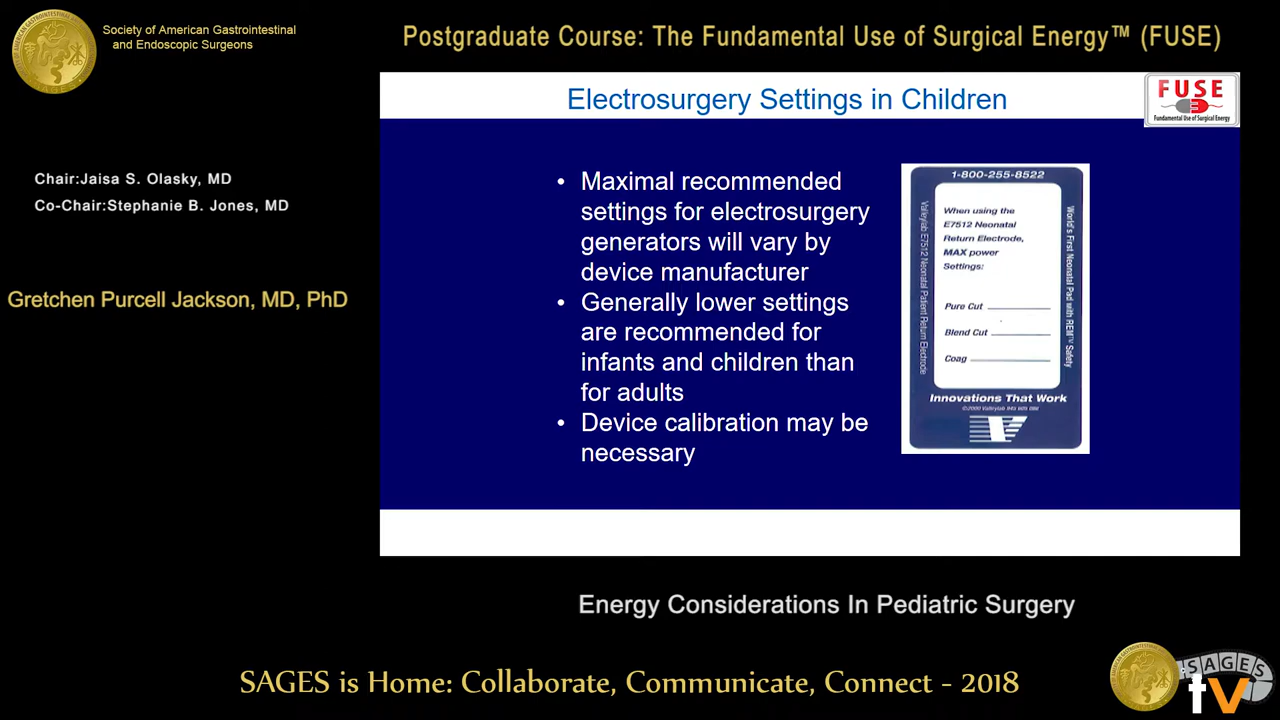 Society of American Gastrointestinal
and Endoscopic Surgeons
Postgraduate Course: The Fundamental Use of Surgical Energy™ (FUSE)
Chair:Jaisa S. Olasky, MD
Co-Chair:Stephanie B. Jones, MD
Gretchen Purcell Jackson, MD, PhD
Electrosurgery Settings in Children
FUSE
Fundamental Use of Surgical Energy
• Maximal recommended
settings for electrosurgery
generators will vary by
device manufacturer
• Generally lower settings
are recommended for
infants and children than
for adults
• Device calibration may be
necessary
1-800-255-8522
Valleylab E7512 Neonatal Patient Return Electrode
When using the
E7512 Neonatal
Return Electrode,
MAX power
Settings:
Pure Cut
Blend Cut
Coag
World's First Neonatal Pad with REM™ Safety
Innovations That Work
Energy Considerations In Pediatric Surgery
SAGES is Home: Collaborate, Communicate, Connect - 2018
SAGES
tv